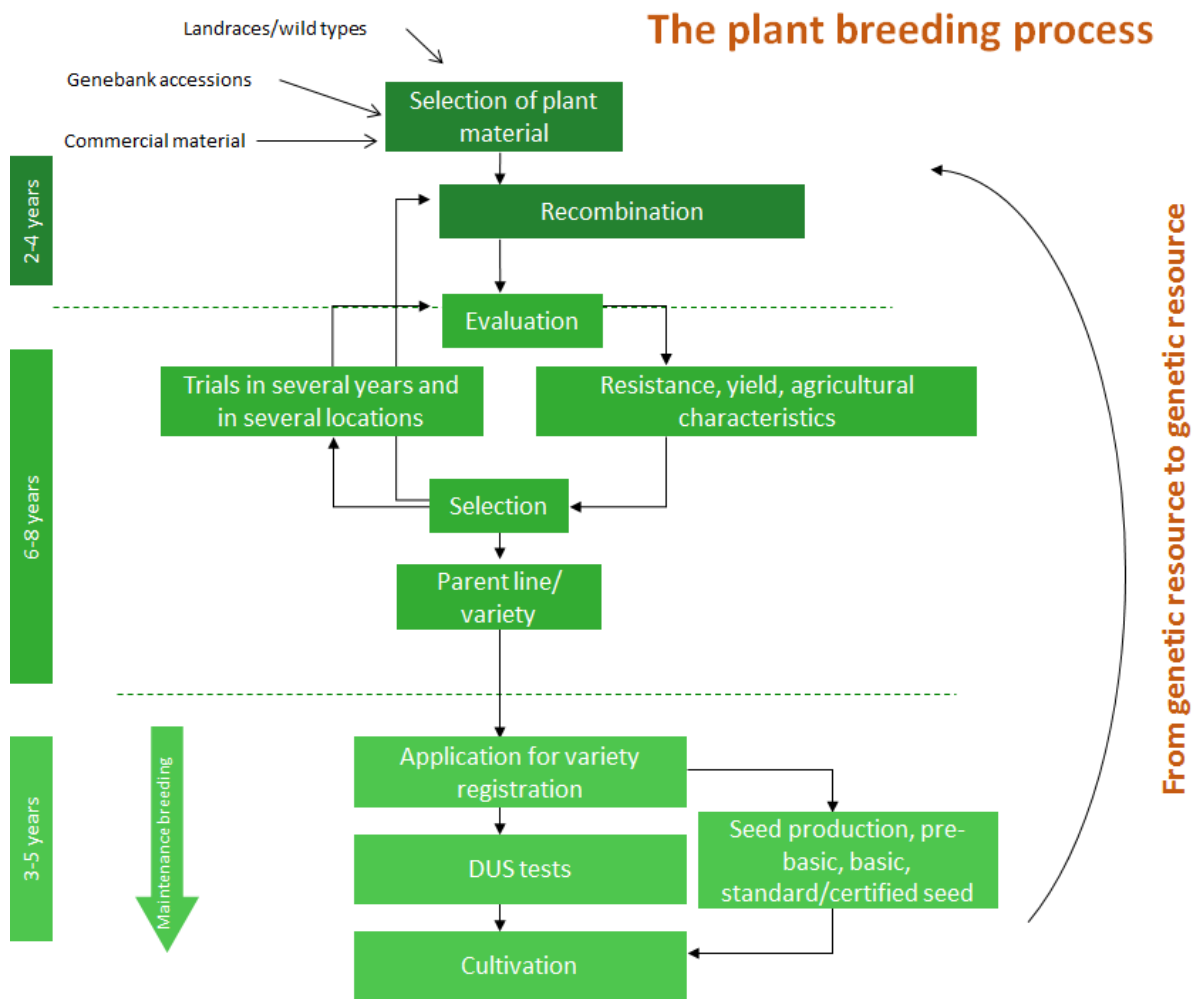 The plant breeding process
Landraces/wild types
Genebank accessions
Commercial material
Selection of plant
material
2-4 years
Recombination
Evaluation
Trials in several years and
in several locations
Resistance, yield, agricultural
characteristics
6-8 years
Selection
Parent line/
variety
From genetic resource to genetic resource
3-5 years
Maintenance breeding
Application for variety
registration
DUS tests
Seed production, pre-
basic, basic,
standard/certified seed
Cultivation